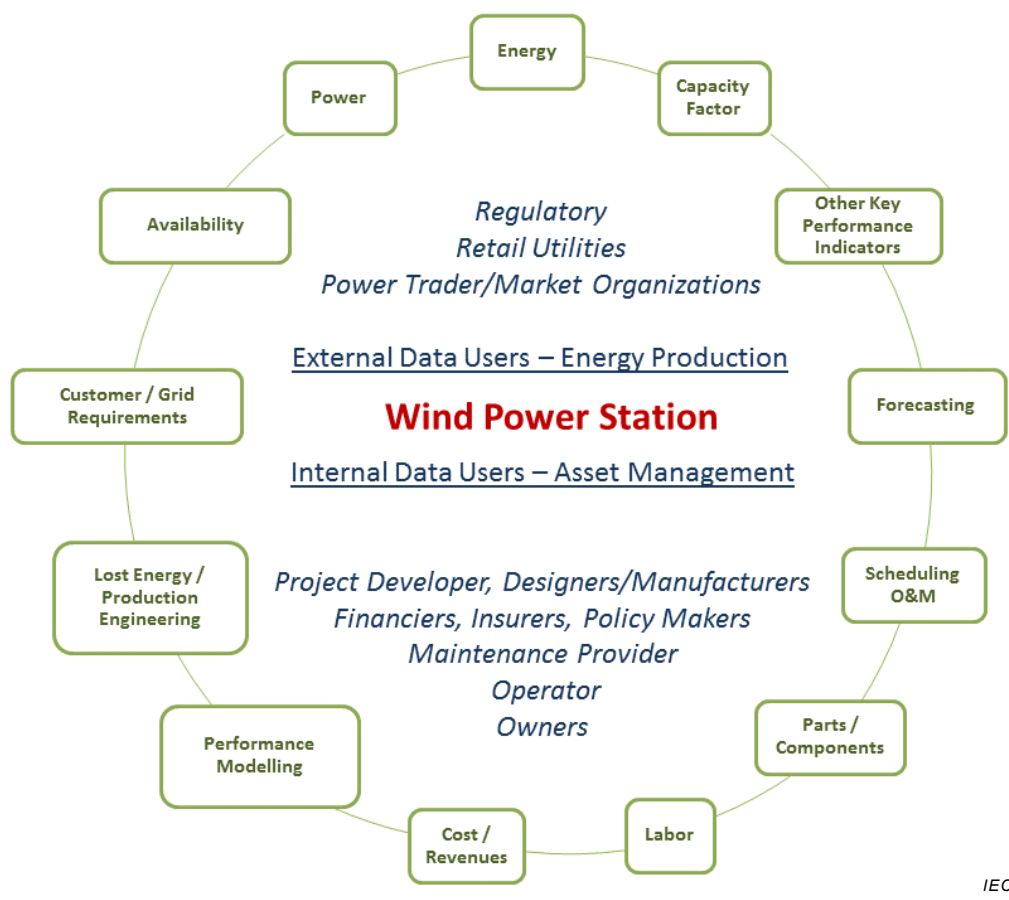 Energy
Power
Capacity
Factor
Availability
Other Key
Performance
Indicators
Regulatory
Retail Utilities
Power Trader/Market Organizations
External Data Users – Energy Production
Customer / Grid
Requirements
Wind Power Station
Forecasting
Internal Data Users – Asset Management
Lost Energy /
Production
Engineering
Project Developer, Designers/Manufacturers
Financiers, Insurers, Policy Makers
Maintenance Provider
Operator
Owners
Scheduling
O&M
Performance
Modelling
Parts /
Components
Cost /
Revenues
Labor
IEC